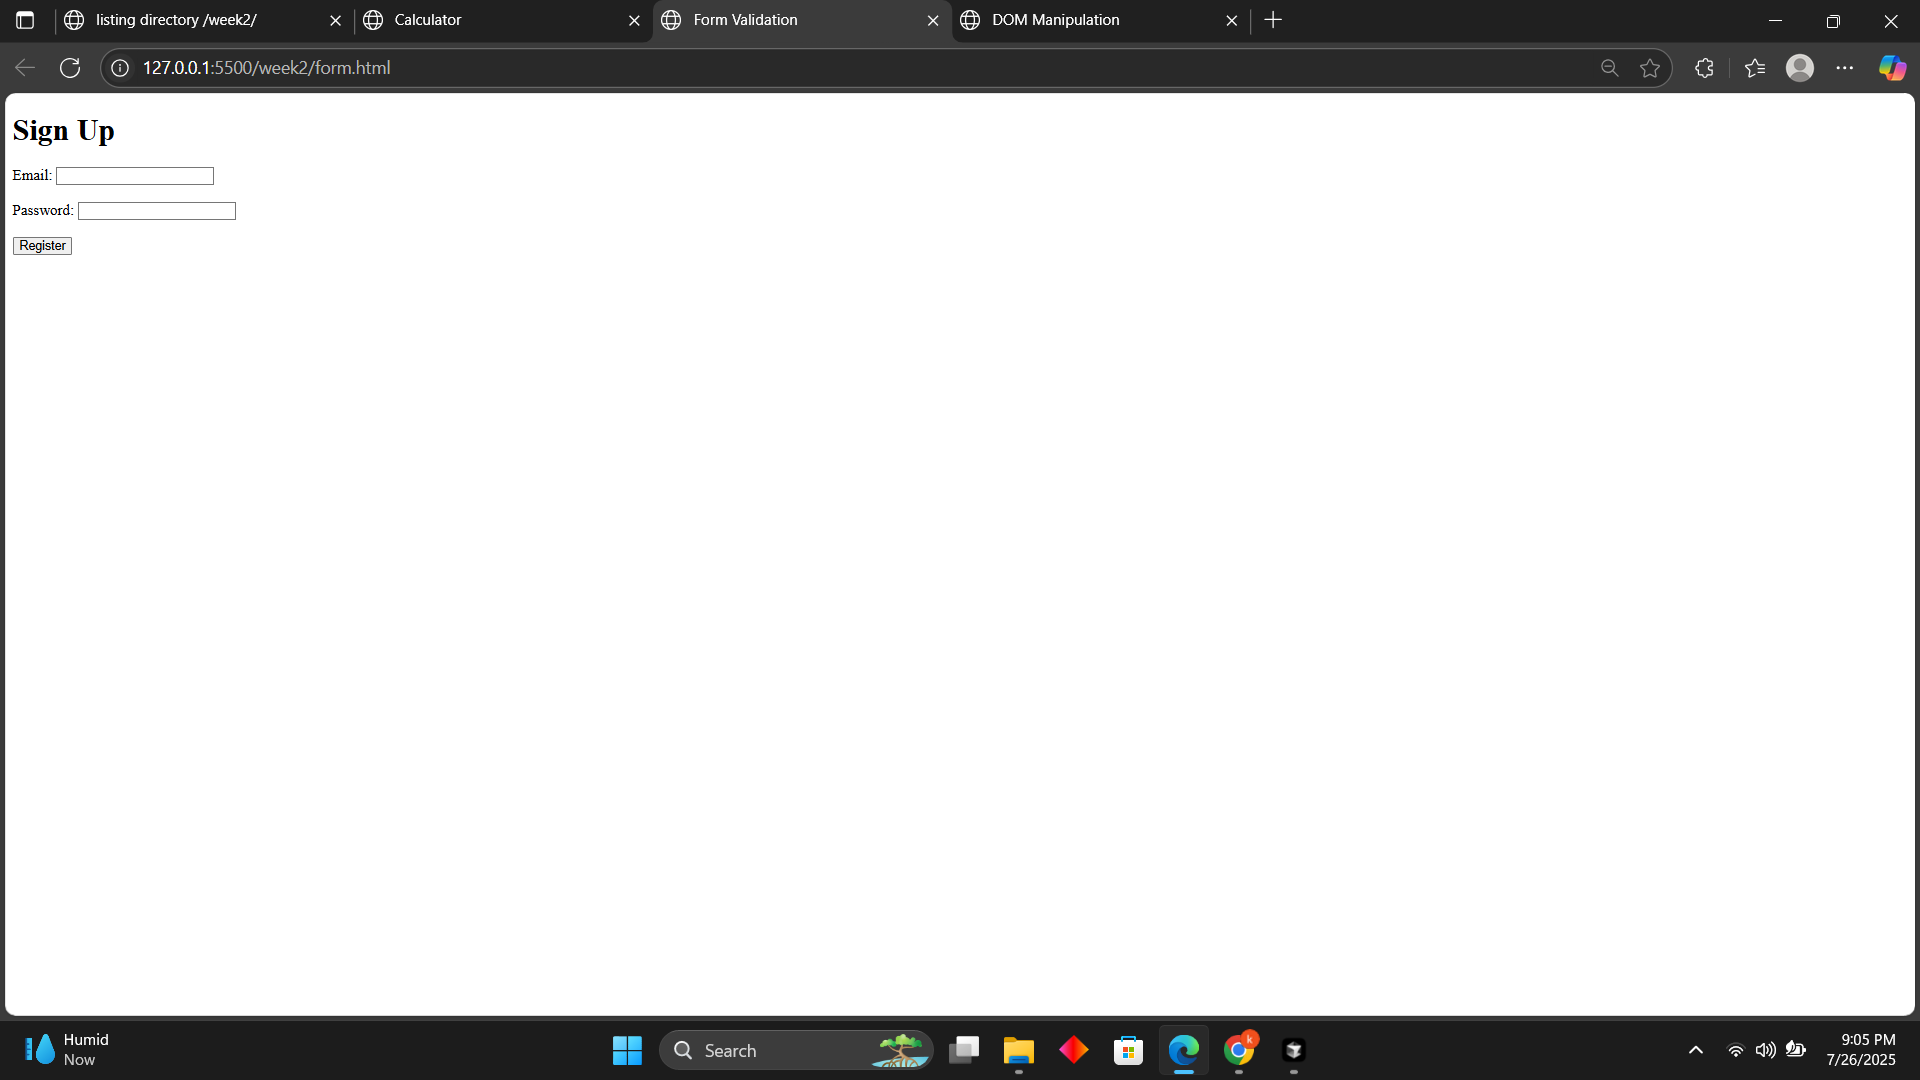 listing directory /week2/
Calculator
Form Validation
DOM Manipulation
127.0.0.1:5500/week2/form.html
Sign Up
Email:
Password:
Register
Humid
Now
Search
k
9:05 PM
7/26/2025